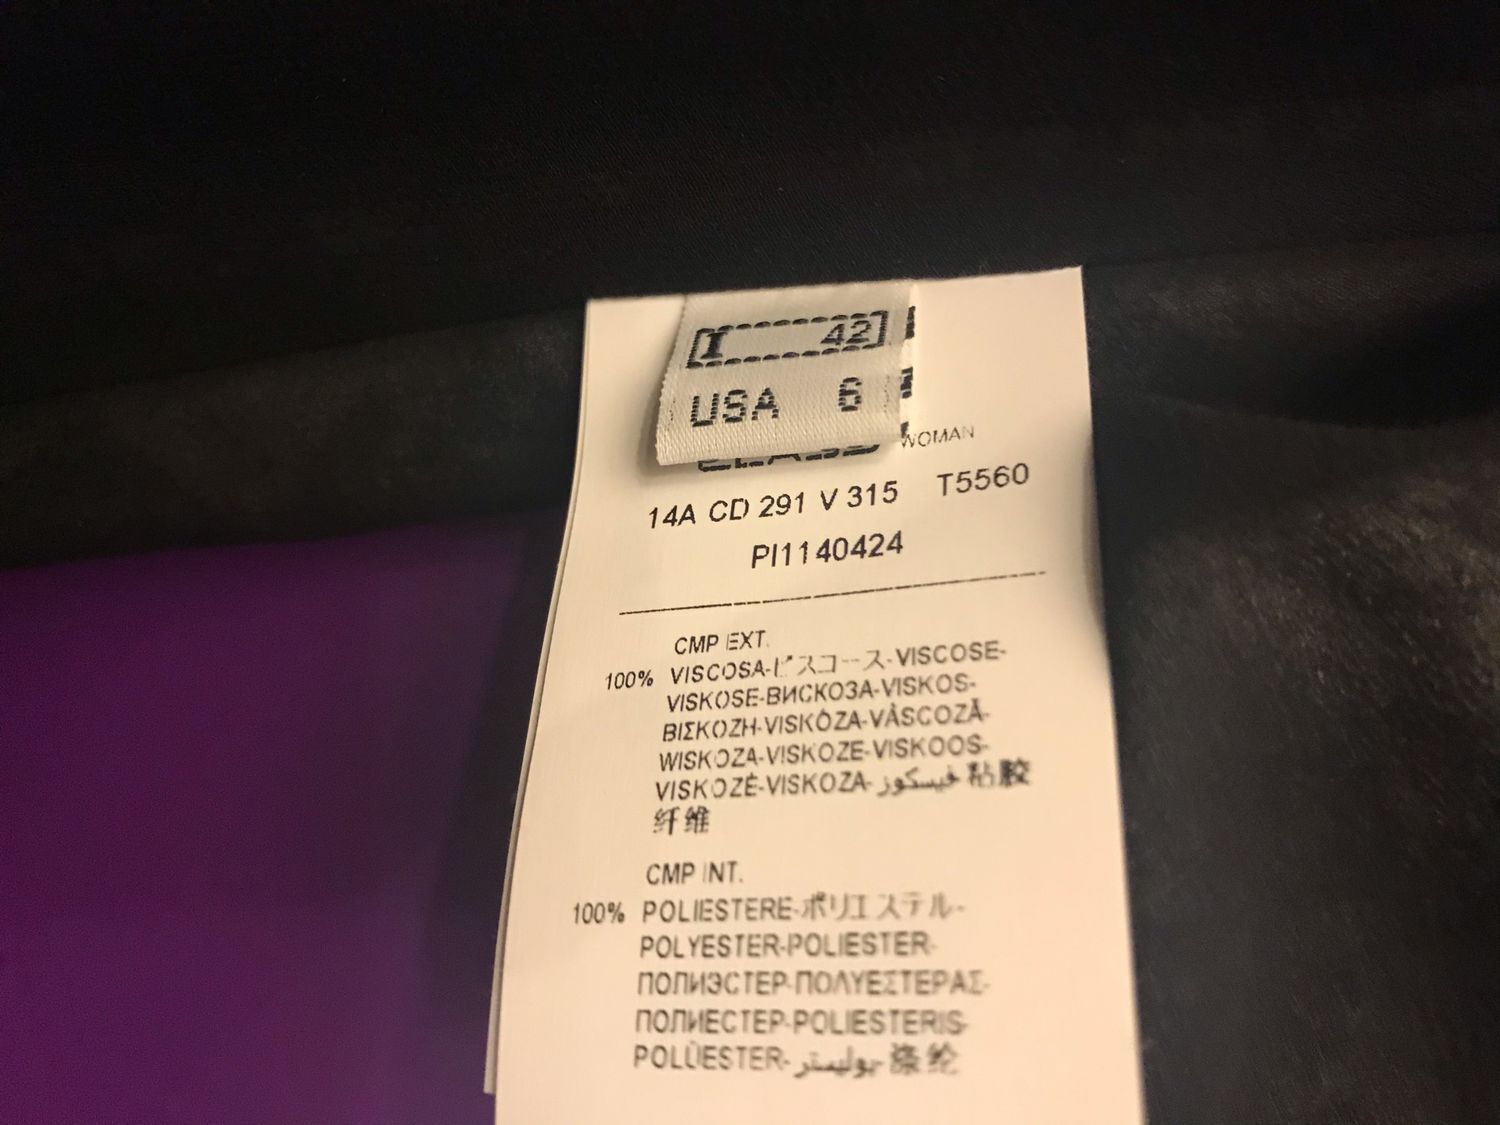 I 42
USA 6
WOMAN
14A CD 291 V 315 T5560
PI1140424
CMP EXT.
100% VISCOSA-ビスコース-VISCOSE-
VISKOSE-ВИСКОЗА-VISKOS-
ΒΙΣΚΟΖΗ-VISKÓZA-VÂSCOZĂ-
WISKOZA-VISKOZE-VISKOOS-
VISKOZĖ-VISKOZA-فيسكوز 粘胶
纤维
CMP INT.
100% POLIESTERE-ポリエステル-
POLYESTER-POLIESTER-
ПОЛИЭСТЕР-ΠΟΛΥΕΣΤΕΡΑΣ-
ПОЛИЕСТЕР-POLIESTERIS-
POLÜESTER-بوليستر-涤纶